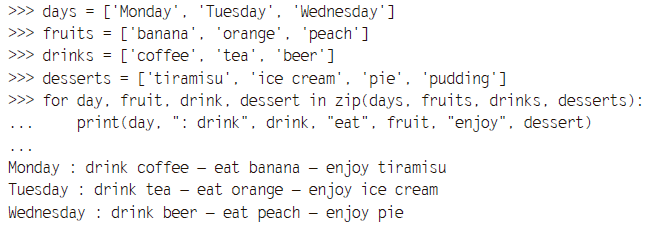 >>> days = ['Monday', 'Tuesday', 'Wednesday']
>>> fruits = ['banana', 'orange', 'peach']
>>> drinks = ['coffee', 'tea', 'beer']
>>> desserts = ['tiramisu', 'ice cream', 'pie', 'pudding']
>>> for day, fruit, drink, dessert in zip(days, fruits, drinks, desserts):
...     print(day, ": drink", drink, "eat", fruit, "enjoy", dessert)
...
Monday : drink coffee – eat banana – enjoy tiramisu
Tuesday : drink tea – eat orange – enjoy ice cream
Wednesday : drink beer – eat peach – enjoy pie